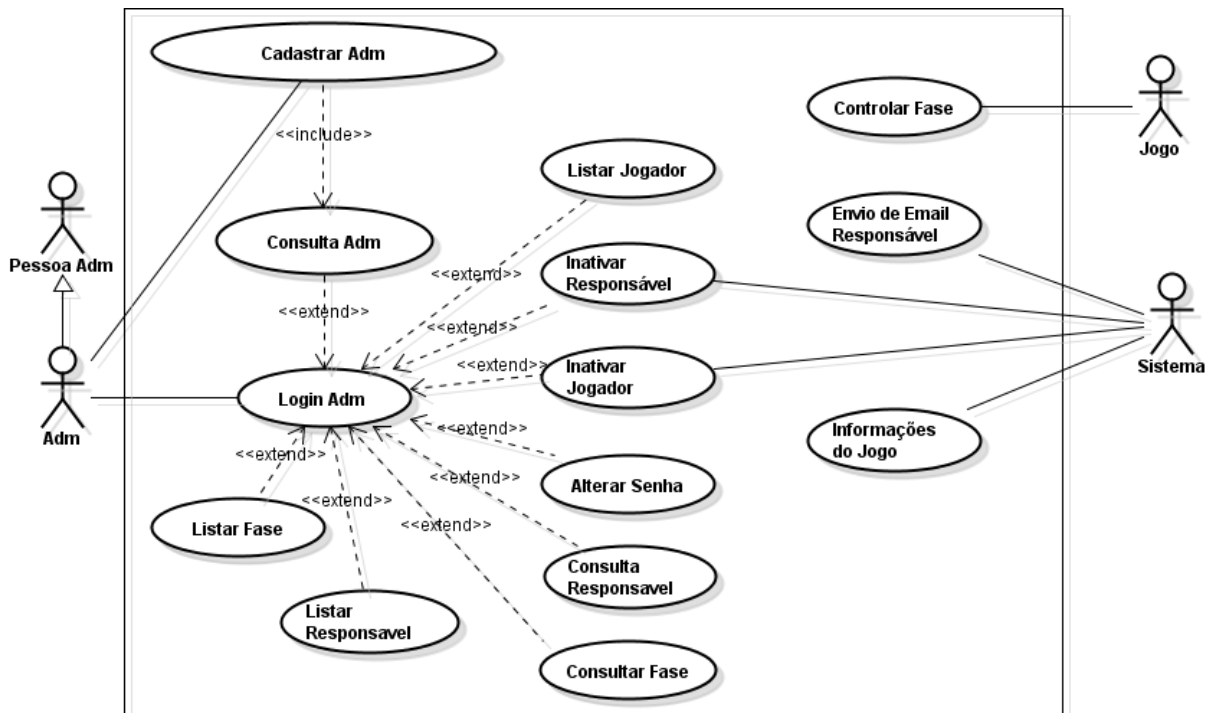 Cadastrar Adm
Controlar Fase
Jogo
<<include>>
Listar Jogador
Pessoa Adm
Consulta Adm
Envio de Email
Responsável
Inativar
Responsável
<<extend>>
<<extend>>
<<extend>>
<<extend>>
Inativar
Jogador
Sistema
Login Adm
Adm
Informações
do Jogo
<<extend>>
<<extend>>
<<extend>>
<<extend>>
<<extend>>
Alterar Senha
Listar Fase
Consulta
Responsavel
Listar
Responsavel
Consultar Fase